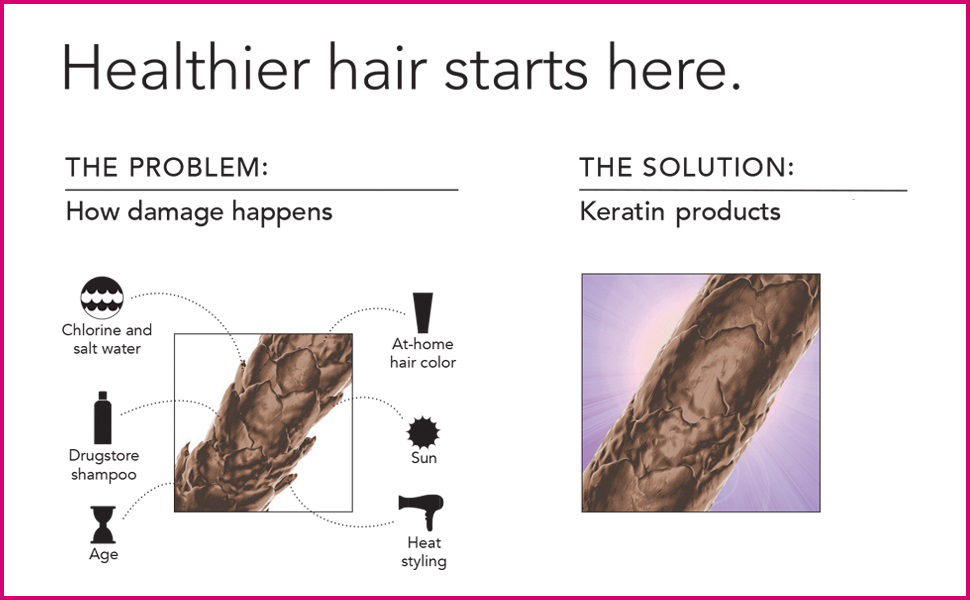 Healthier hair starts here.
THE PROBLEM:
How damage happens
Chlorine and
salt water
At-home
hair color
Drugstore
shampoo
Sun
Age
Heat
styling
THE SOLUTION:
Keratin products